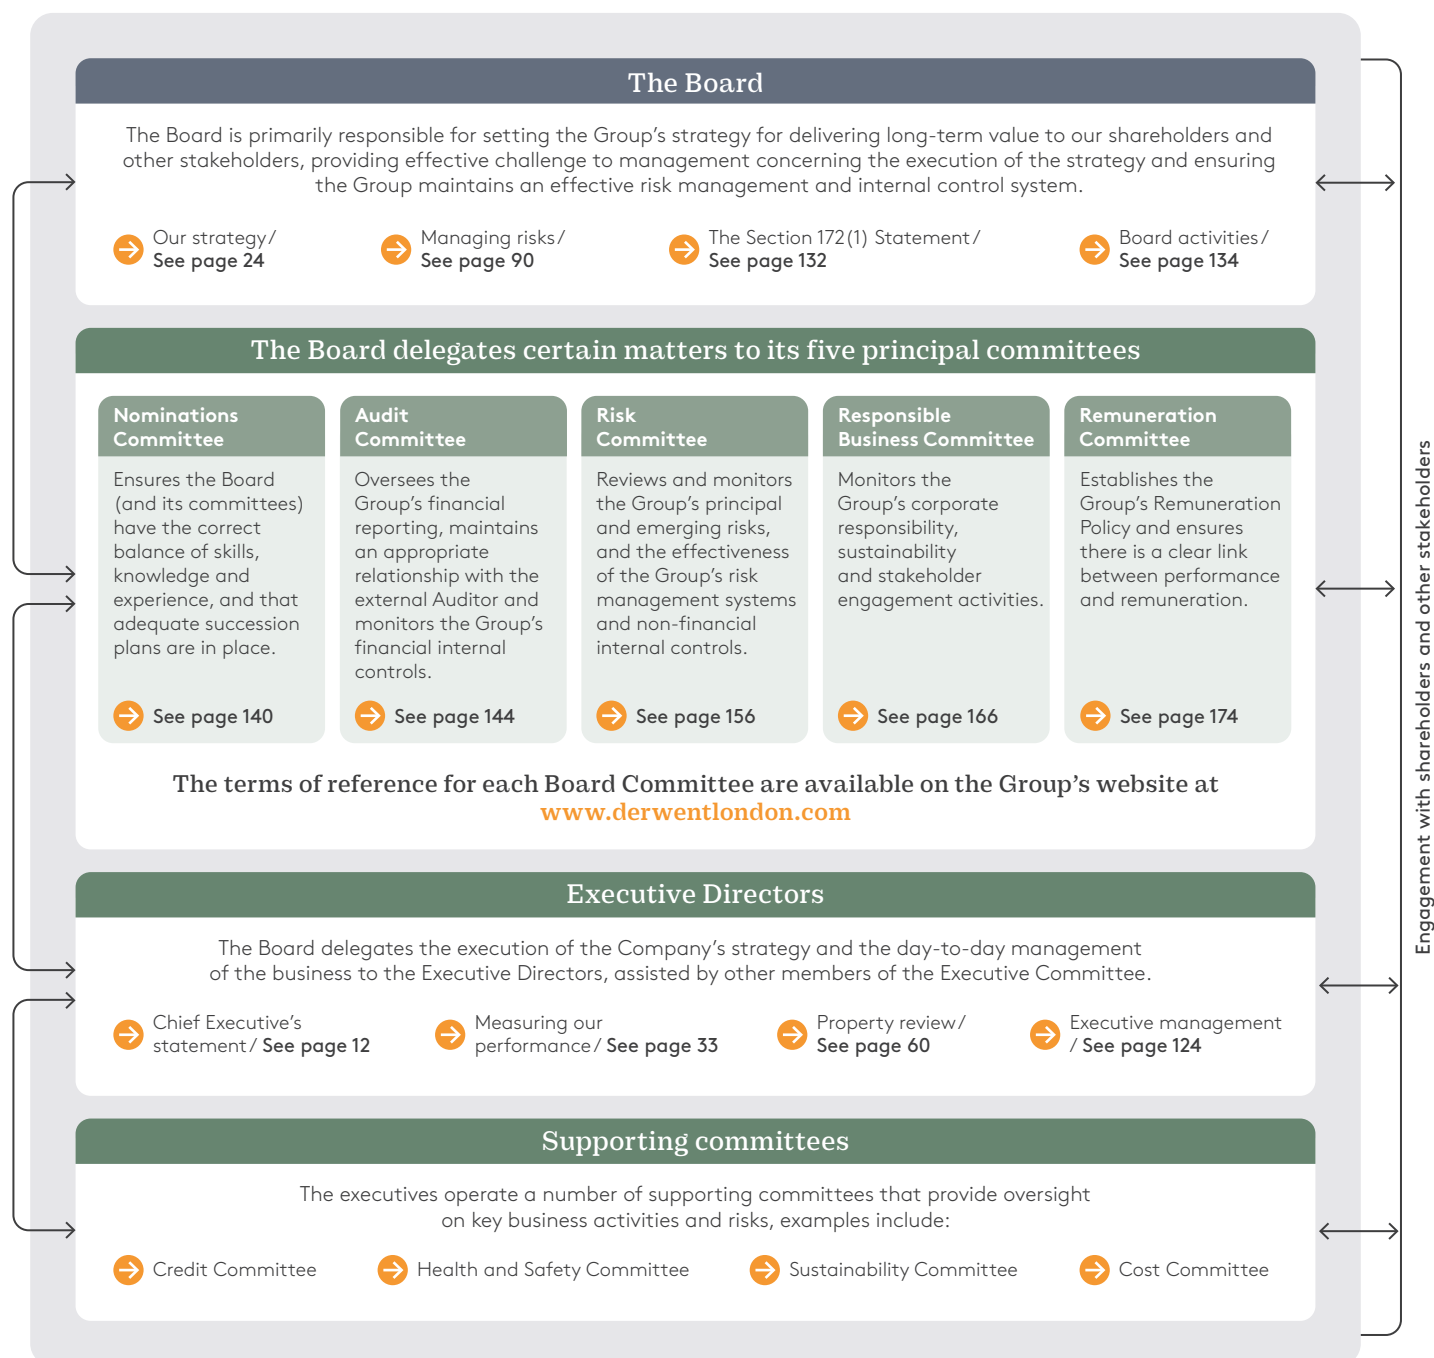 The Board
The Board is primarily responsible for setting the Group's strategy for delivering long-term value to our shareholders and
other stakeholders, providing effective challenge to management concerning the execution of the strategy and ensuring
the Group maintains an effective risk management and internal control system.
Our strategy/
See page 24
Managing risks/
See page 90
The Section 172(1) Statement/
See page 132
Board activities/
See page 134
The Board delegates certain matters to its five principal committees
Nominations
Committee
Ensures the Board
(and its committees)
have the correct
balance of skills,
knowledge and
experience, and that
adequate succession
plans are in place.
See page 140
Audit
Committee
Oversees the
Group's financial
reporting, maintains
an appropriate
relationship with the
external Auditor and
monitors the Group's
financial internal
controls.
See page 144
Risk
Committee
Reviews and monitors
the Group's principal
and emerging risks,
and the effectiveness
of the Group's risk
management systems
and non-financial
internal controls.
See page 156
Responsible
Business Committee
Monitors the
Group's corporate
responsibility,
sustainability
and stakeholder
engagement activities.
See page 166
Remuneration
Committee
Establishes the
Group's Remuneration
Policy and ensures
there is a clear link
between performance
and remuneration.
See page 174
The terms of reference for each Board Committee are available on the Group's website at
www.derwentlondon.com
Executive Directors
The Board delegates the execution of the Company's strategy and the day-to-day management
of the business to the Executive Directors, assisted by other members of the Executive Committee.
Chief Executive's
statement/ See page 12
Measuring our
performance/ See page 33
Property review/
See page 60
Executive management
/ See page 124
Supporting committees
The executives operate a number of supporting committees that provide oversight
on key business activities and risks, examples include:
Credit Committee
Health and Safety Committee
Sustainability Committee
Cost Committee
Engagement with shareholders and other stakeholders